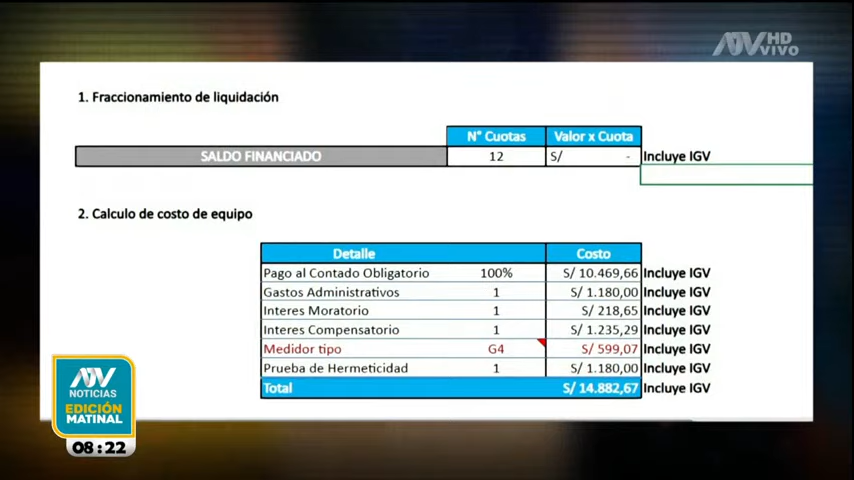 ATV HD
VIVO
1. Fraccionamiento de liquidación
N° Cuotas Valor x Cuota
SALDO FINANCIADO 12 S/ - Incluye IGV
2. Calculo de costo de equipo
Detalle Costo
Pago al Contado Obligatorio 100% S/ 10.469,66 Incluye IGV
Gastos Administrativos 1 S/ 1.180,00 Incluye IGV
Interes Moratorio 1 S/ 218,65 Incluye IGV
Interes Compensatorio 1 S/ 1.235,29 Incluye IGV
Medidor tipo G4 S/ 599,07 Incluye IGV
Prueba de Hermeticidad 1 S/ 1.180,00 Incluye IGV
Total S/ 14.882,67 Incluye IGV
ATV
NOTICIAS
EDICIÓN
MATINAL
08:22